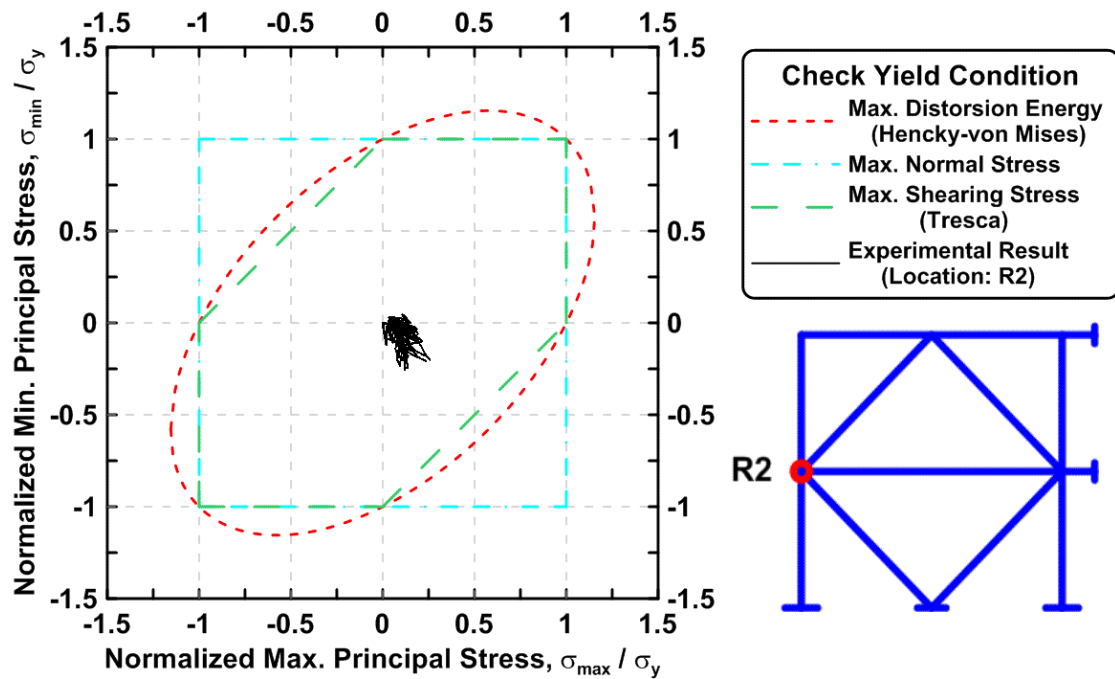 -1.5 -1 -0.5 0 0.5 1 1.5
1.5 1.5
1 1
0.5 0.5
0 0
-0.5 -0.5
-1 -1
-1.5 -1.5
-1.5 -1 -0.5 0 0.5 1 1.5
Normalized Min. Principal Stress, σmin / σy
Normalized Max. Principal Stress, σmax / σy
Check Yield Condition
Max. Distorsion Energy
(Hencky-von Mises)
Max. Normal Stress
Max. Shearing Stress
(Tresca)
Experimental Result
(Location: R2)
R2